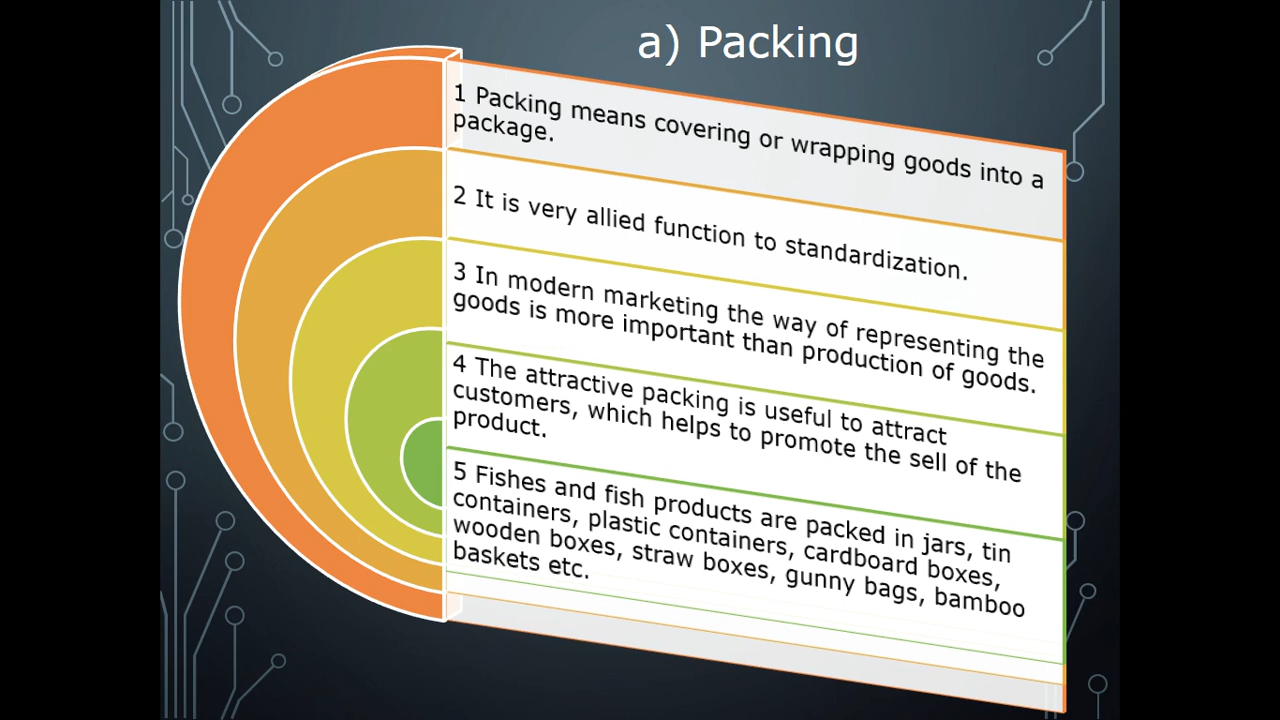 a) Packing
1 Packing means covering or wrapping goods into a
package.
2 It is very allied function to standardization.
3 In modern marketing the way of representing the
goods is more important than production of goods.
4 The attractive packing is useful to attract
customers, which helps to promote the sell of the
product.
5 Fishes and fish products are packed in jars, tin
containers, plastic containers, cardboard boxes,
wooden boxes, straw boxes, gunny bags, bamboo
baskets etc.